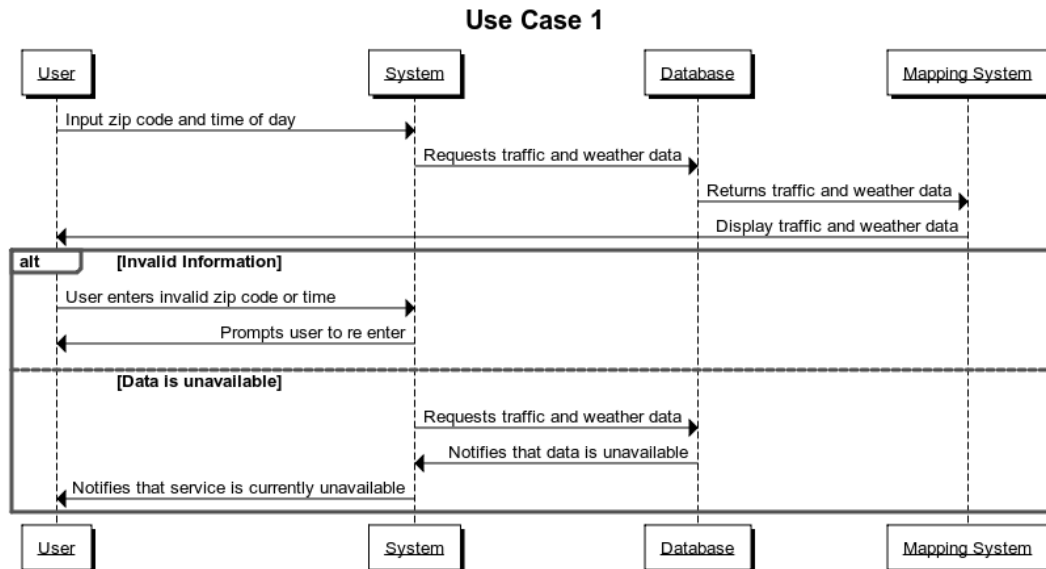 Use Case 1
User
System
Database
Mapping System
Input zip code and time of day
Requests traffic and weather data
Returns traffic and weather data
Display traffic and weather data
alt
[Invalid Information]
User enters invalid zip code or time
Prompts user to re enter
[Data is unavailable]
Requests traffic and weather data
Notifies that data is unavailable
Notifies that service is currently unavailable
User
System
Database
Mapping System